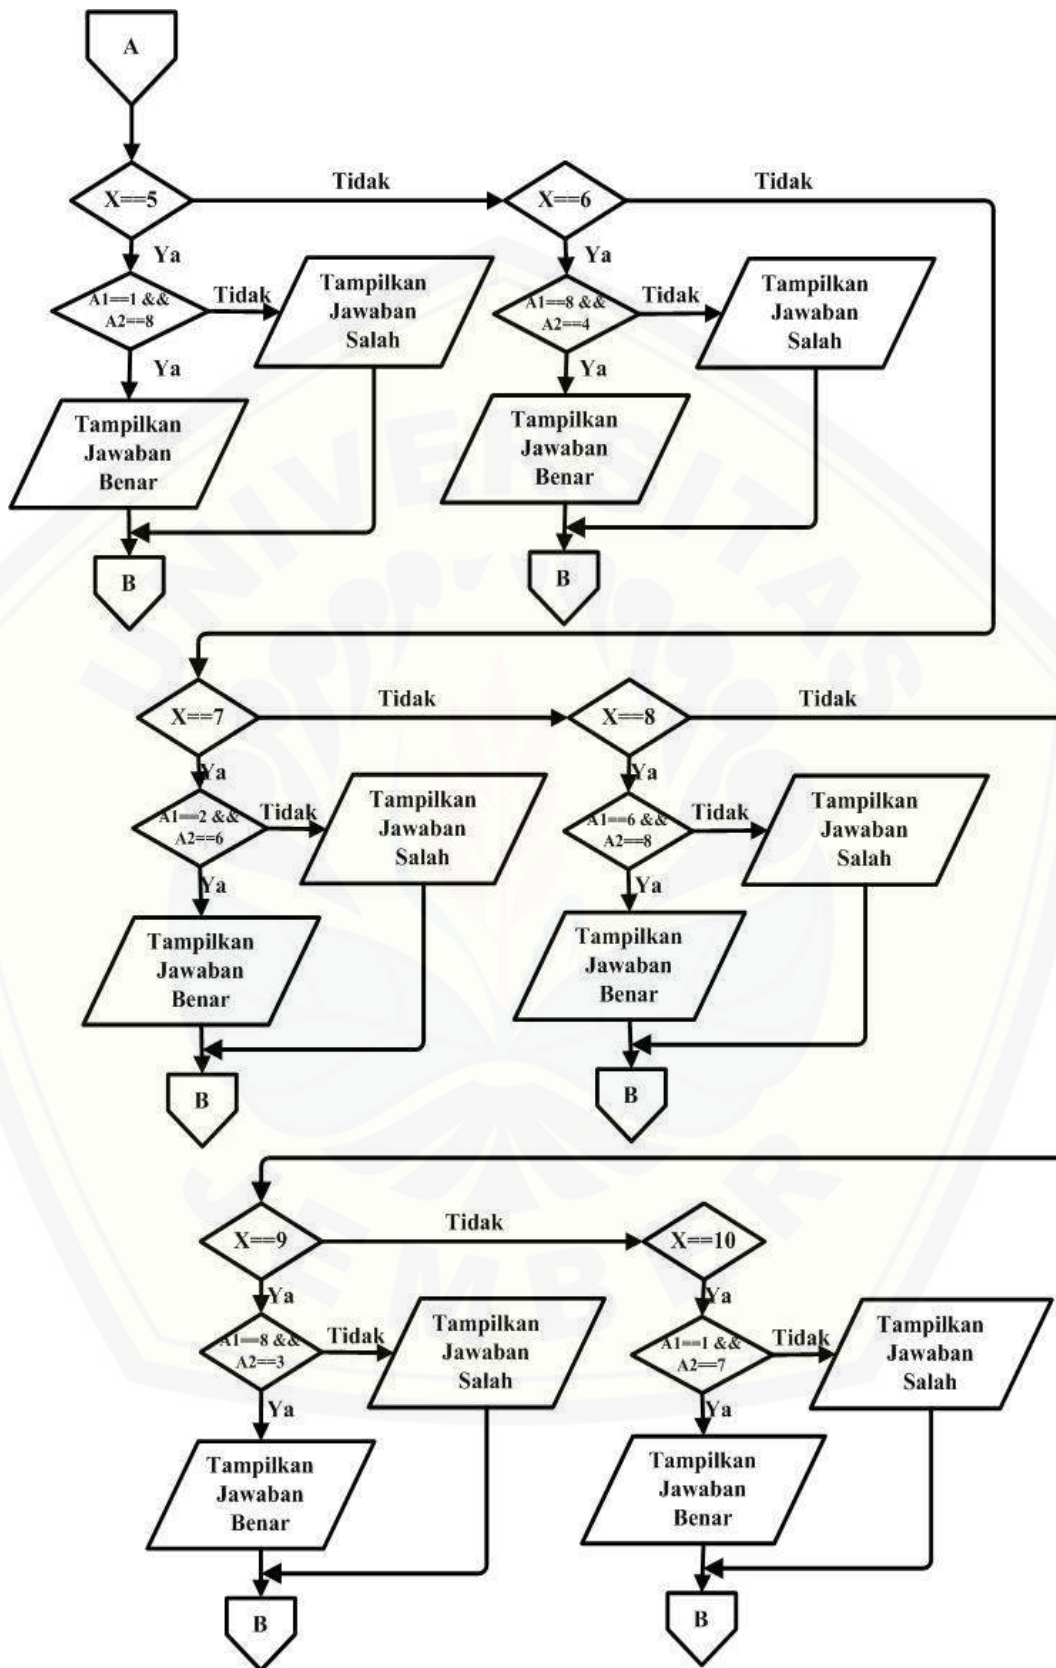 A
X==5
Tidak
X==6
Tidak
Ya
Ya
A1==1 &&
A2==8
Tidak
Tampilkan
Jawaban
Salah
A1==8 &&
A2==4
Tidak
Tampilkan
Jawaban
Salah
Ya
Ya
Tampilkan
Jawaban
Benar
Tampilkan
Jawaban
Benar
B
B
X==7
Tidak
X==8
Tidak
Ya
Ya
A1==2 &&
A2==6
Tidak
Tampilkan
Jawaban
Salah
A1==6 &&
A2==8
Tidak
Tampilkan
Jawaban
Salah
Ya
Ya
Tampilkan
Jawaban
Benar
Tampilkan
Jawaban
Benar
B
B
X==9
Tidak
X==10
Ya
Ya
A1==8 &&
A2==3
Tidak
Tampilkan
Jawaban
Salah
A1==1 &&
A2==7
Tidak
Tampilkan
Jawaban
Salah
Ya
Ya
Tampilkan
Jawaban
Benar
Tampilkan
Jawaban
Benar
B
B
UNIVERSITAS
JEMBER